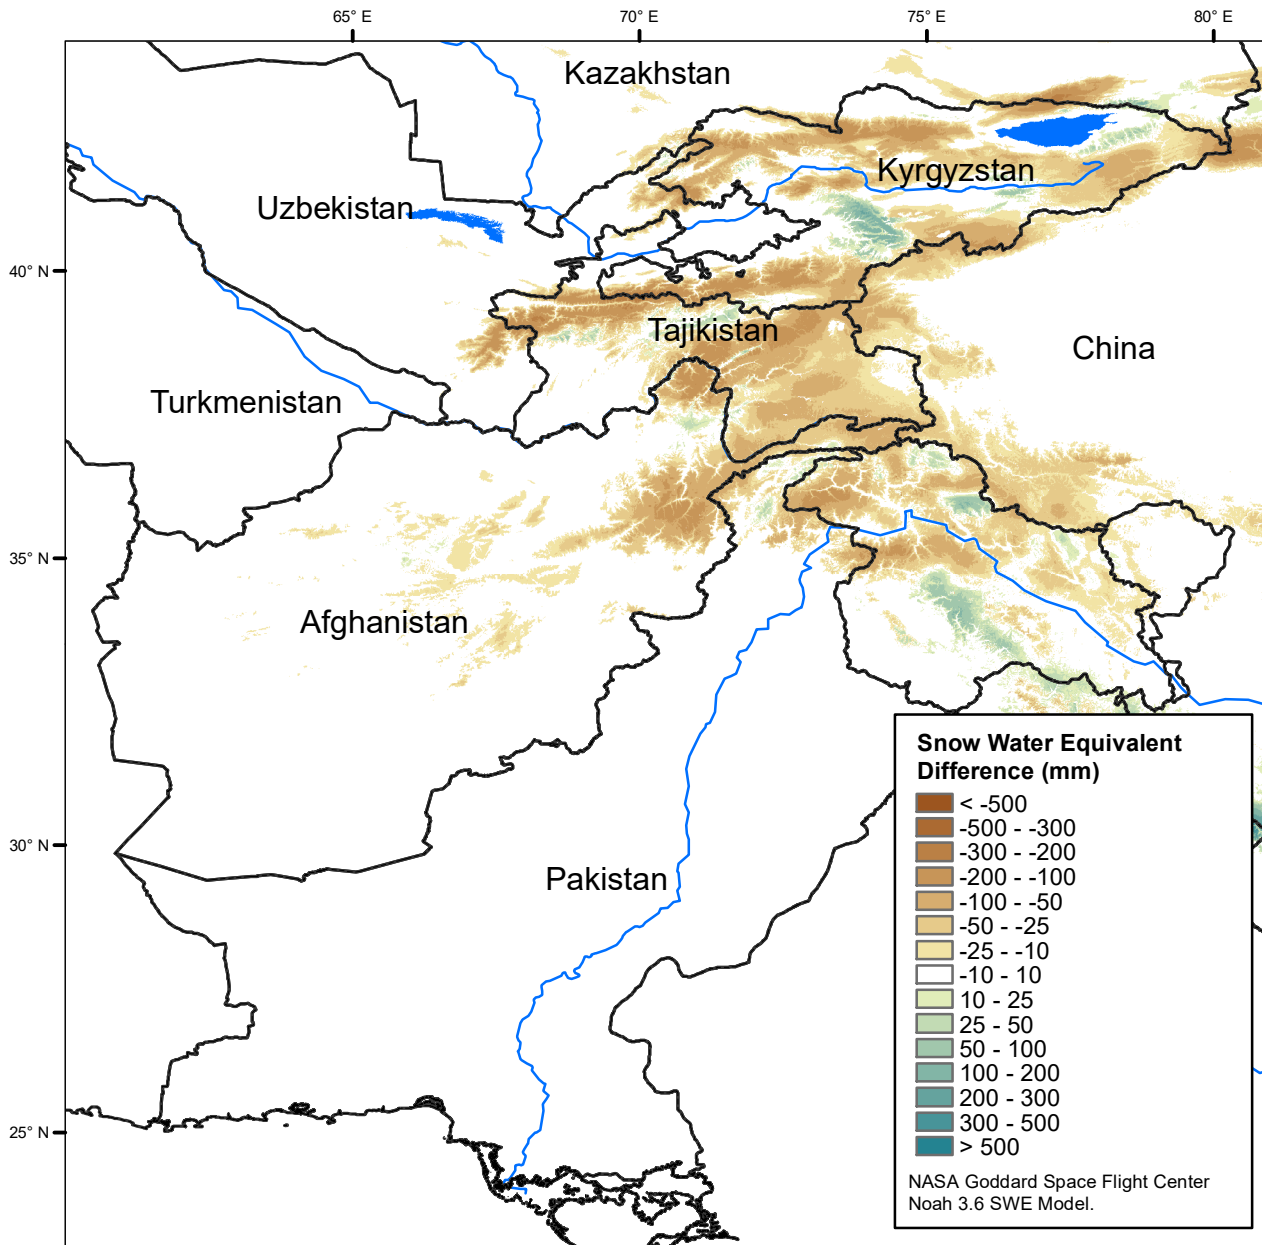 65° E
70° E
75° E
80° E
Kazakhstan
Kyrgyzstan
Uzbekistan
40° N
Tajikistan
China
Turkmenistan
35° N
Afghanistan
Snow Water Equivalent
Difference (mm)
< -500
-500 - -300
-300 - -200
-200 - -100
-100 - -50
-50 - -25
-25 - -10
-10 - 10
10 - 25
25 - 50
50 - 100
100 - 200
200 - 300
300 - 500
> 500
30° N
Pakistan
25° N
NASA Goddard Space Flight Center
Noah 3.6 SWE Model.